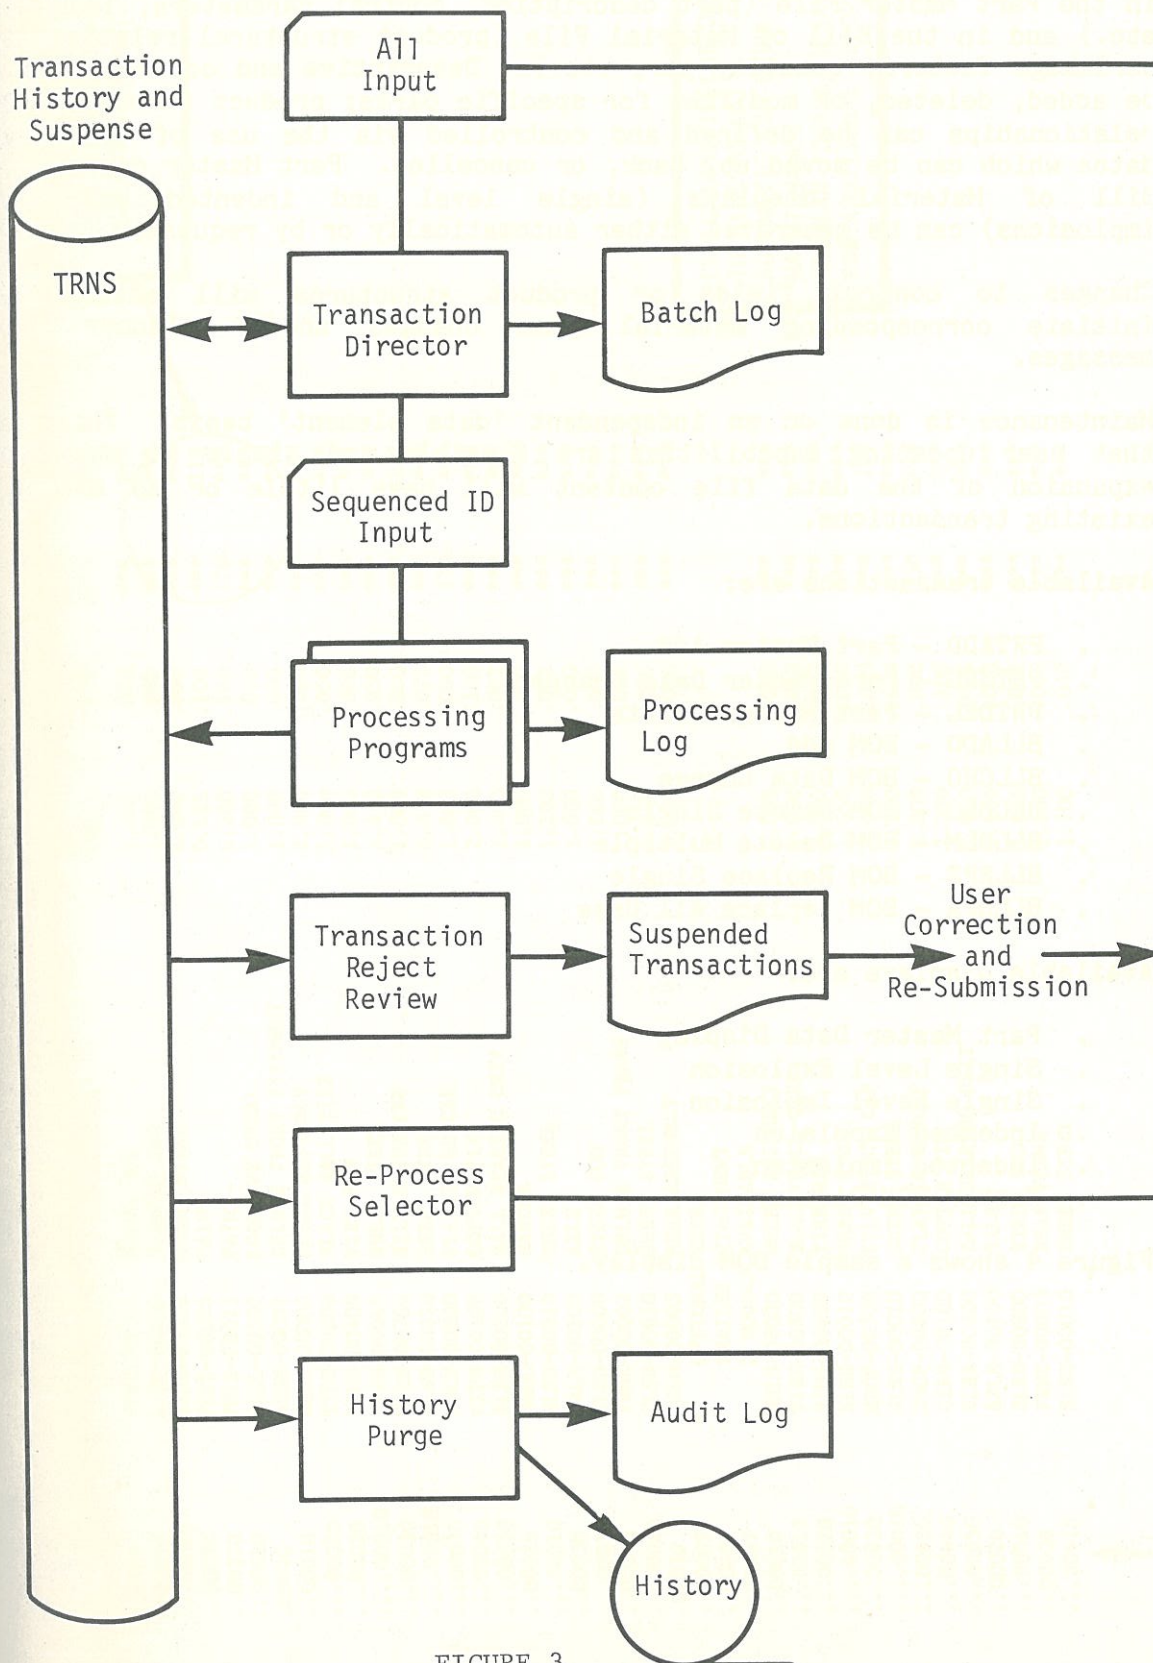 Transaction
History and
Suspense
All
Input
TRNS
Transaction
Director
Batch Log
Sequenced ID
Input
Processing
Programs
Processing
Log
Transaction
Reject
Review
Suspended
Transactions
User
Correction
and
Re-Submission
Re-Process
Selector
History
Purge
Audit Log
History
FIGURE 3